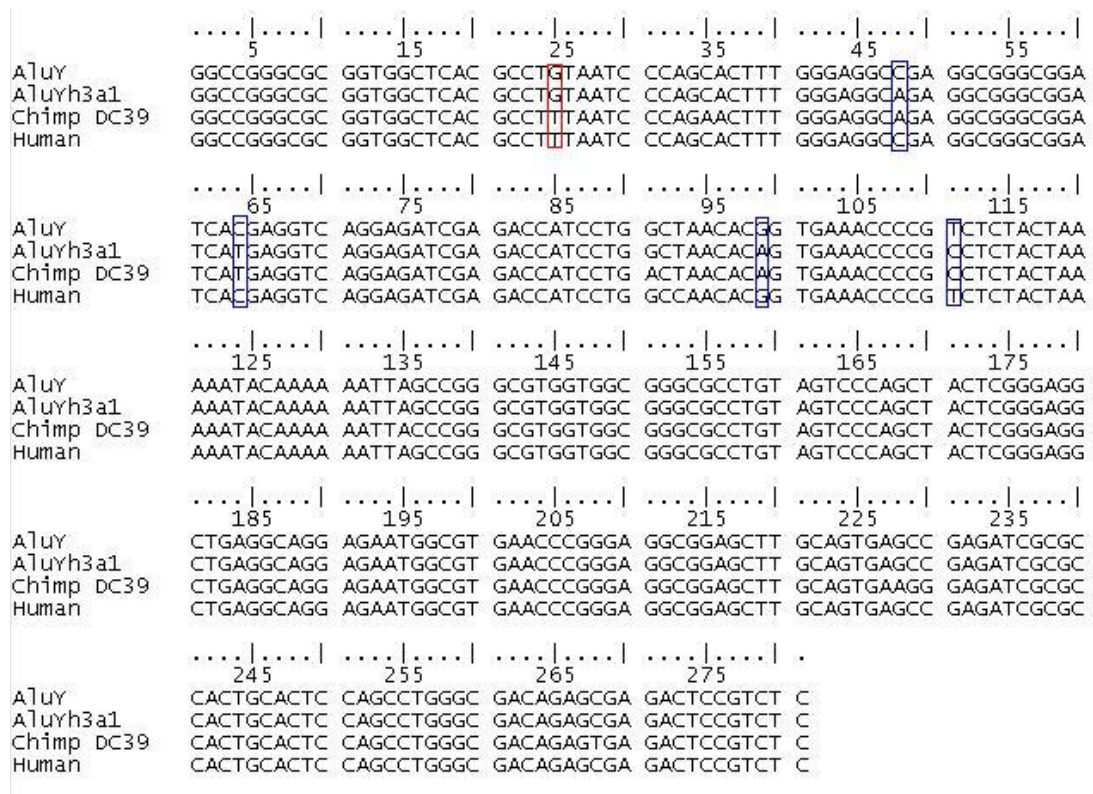 ....|....| ....|....| ....|....| ....|....| ....|....| ....|....|
5 15 25 35 45 55
AluY GGCCGGGCGC GGTGGCTCAC GCCTGTAATC CCAGCACTTT GGGAGGCCGA GGCGGGCGGA
AluYh3a1 GGCCGGGCGC GGTGGCTCAC GCCTGTAATC CCAGCACTTT GGGAGGCAGA GGCGGGCGGA
Chimp DC39 GGCCGGGCGC GGTGGCTCAC GCCTTTAATC CCAGAACTTT GGGAGGCAGA GGCGGGCGGA
Human GGCCGGGCGC GGTGGCTCAC GCCTTTAATC CCAGCACTTT GGGAGGCCGA GGCGGGCGGA
....|....| ....|....| ....|....| ....|....| ....|....| ....|....|
65 75 85 95 105 115
AluY TCACGAGGTC AGGAGATCGA GACCATCCTG GCTAACACGG TGAAACCCCG TCTCTACTAA
AluYh3a1 TCATGAGGTC AGGAGATCGA GACCATCCTG GCTAACACAG TGAAACCCCG CCTCTACTAA
Chimp DC39 TCATGAGGTC AGGAGATCGA GACCATCCTG ACTAACACAG TGAAACCCCG CCTCTACTAA
Human TCACGAGGTC AGGAGATCGA GACCATCCTG GCCAACACGG TGAAACCCCG TCTCTACTAA
....|....| ....|....| ....|....| ....|....| ....|....| ....|....|
125 135 145 155 165 175
AluY AAATACAAAA AATTAGCCGG GCGTGGTGGC GGGCGCCTGT AGTCCCAGCT ACTCGGGAGG
AluYh3a1 AAATACAAAA AATTAGCCGG GCGTGGTGGC GGGCGCCTGT AGTCCCAGCT ACTCGGGAGG
Chimp DC39 AAATACAAAA AATTACCCGG GCGTGGTGGC GGGCGCCTGT AGTCCCAGCT ACTCGGGAGG
Human AAATACAAAA AATTAGCCGG GCGTGGTGGC GGGCGCCTGT AGTCCCAGCT ACTCGGGAGG
....|....| ....|....| ....|....| ....|....| ....|....| ....|....|
185 195 205 215 225 235
AluY CTGAGGCAGG AGAATGGCGT GAACCCGGGA GGCGGAGCTT GCAGTGAGCC GAGATCGCGC
AluYh3a1 CTGAGGCAGG AGAATGGCGT GAACCCGGGA GGCGGAGCTT GCAGTGAGCC GAGATCGCGC
Chimp DC39 CTGAGGCAGG AGAATGGCGT GAACCCGGGA GGCGGAGCTT GCAGTGAAGG GAGATCGCGC
Human CTGAGGCAGG AGAATGGCGT GAACCCGGGA GGCGGAGCTT GCAGTGAGCC GAGATCGCGC
....|....| ....|....| ....|....| ....|....| .
245 255 265 275
AluY CACTGCACTC CAGCCTGGGC GACAGAGCGA GACTCCGTCT C
AluYh3a1 CACTGCACTC CAGCCTGGGC GACAGAGCGA GACTCCGTCT C
Chimp DC39 CACTGCACTC CAGCCTGGGC GACAGAGTGA GACTCCGTCT C
Human CACTGCACTC CAGCCTGGGC GACAGAGCGA GACTCCGTCT C